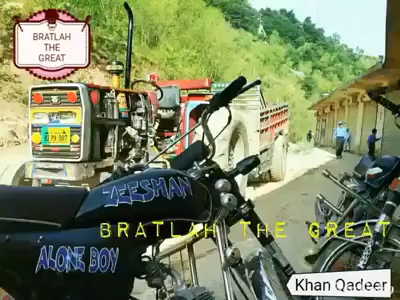 BRATLAH
THE
GREAT
ZEESHAN
BRATLAH THE GREAT
ALONE BOY
Khan Qadeer